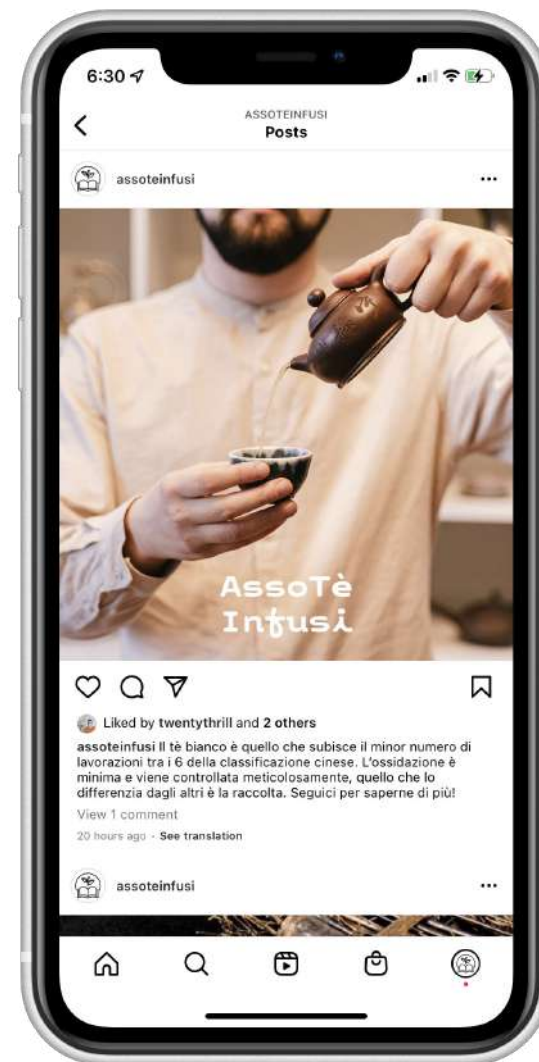 6:30
ASSOTEINFUSI
Posts
assoteinfusi
AssoTè
Infusi
Liked by twentythrill and 2 others
assoteinfusi Il tè bianco è quello che subisce il minor numero di
lavorazioni tra i 6 della classificazione cinese. L'ossidazione è
minima e viene controllata meticolosamente, quello che lo
differenzia dagli altri è la raccolta. Seguici per saperne di più!
View 1 comment
20 hours ago · See translation
assoteinfusi